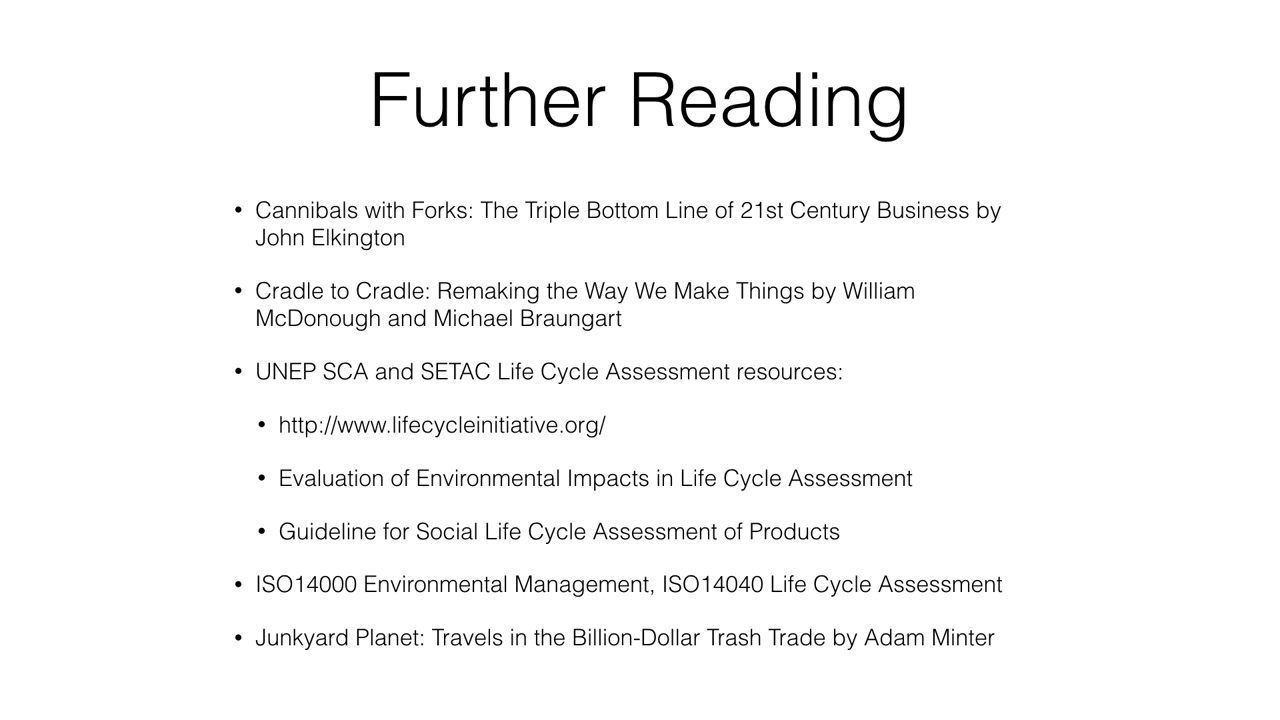 Further Reading
• Cannibals with Forks: The Triple Bottom Line of 21st Century Business by
John Elkington
• Cradle to Cradle: Remaking the Way We Make Things by William
McDonough and Michael Braungart
• UNEP SCA and SETAC Life Cycle Assessment resources:
• http://www.lifecycleinitiative.org/
• Evaluation of Environmental Impacts in Life Cycle Assessment
• Guideline for Social Life Cycle Assessment of Products
• ISO14000 Environmental Management, ISO14040 Life Cycle Assessment
• Junkyard Planet: Travels in the Billion-Dollar Trash Trade by Adam Minter